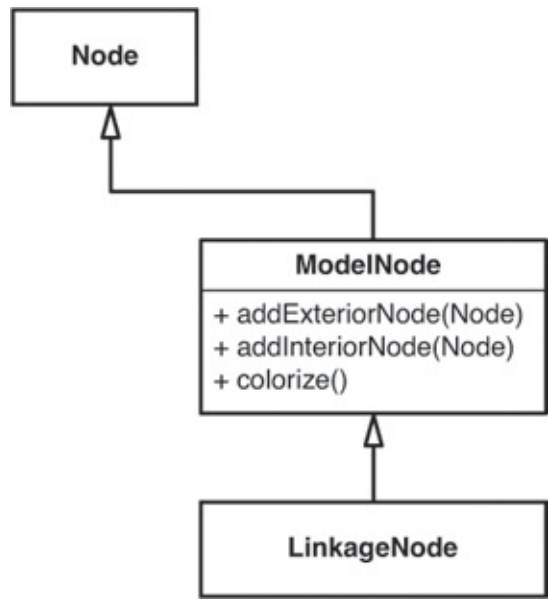 Node
ModelNode
+ addExteriorNode(Node)
+ addInteriorNode(Node)
+ colorize()
LinkageNode